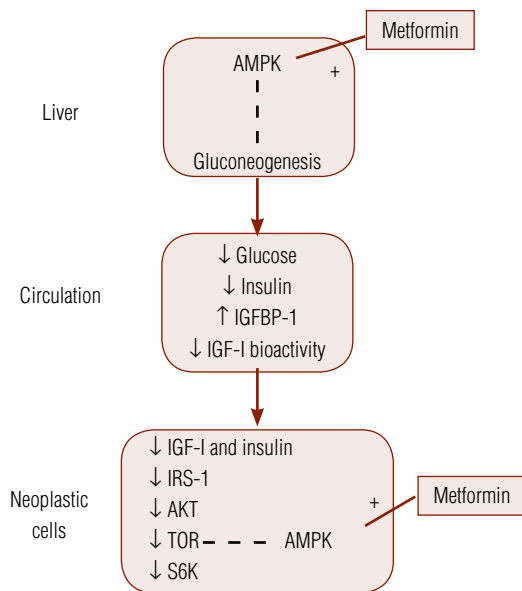 Metformin
AMPK
+
Liver
Gluconeogenesis
↓ Glucose
↓ Insulin
Circulation
↑ IGFBP-1
↓ IGF-I bioactivity
↓ IGF-I and insulin
↓ IRS-1
+
Metformin
Neoplastic
cells
↓ AKT
↓ TOR – – – AMPK
↓ S6K